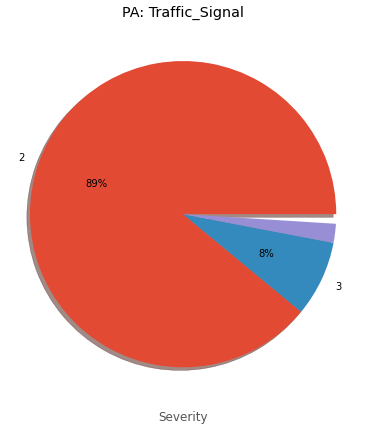 PA: Traffic_Signal
2
89%
8%
3
Severity